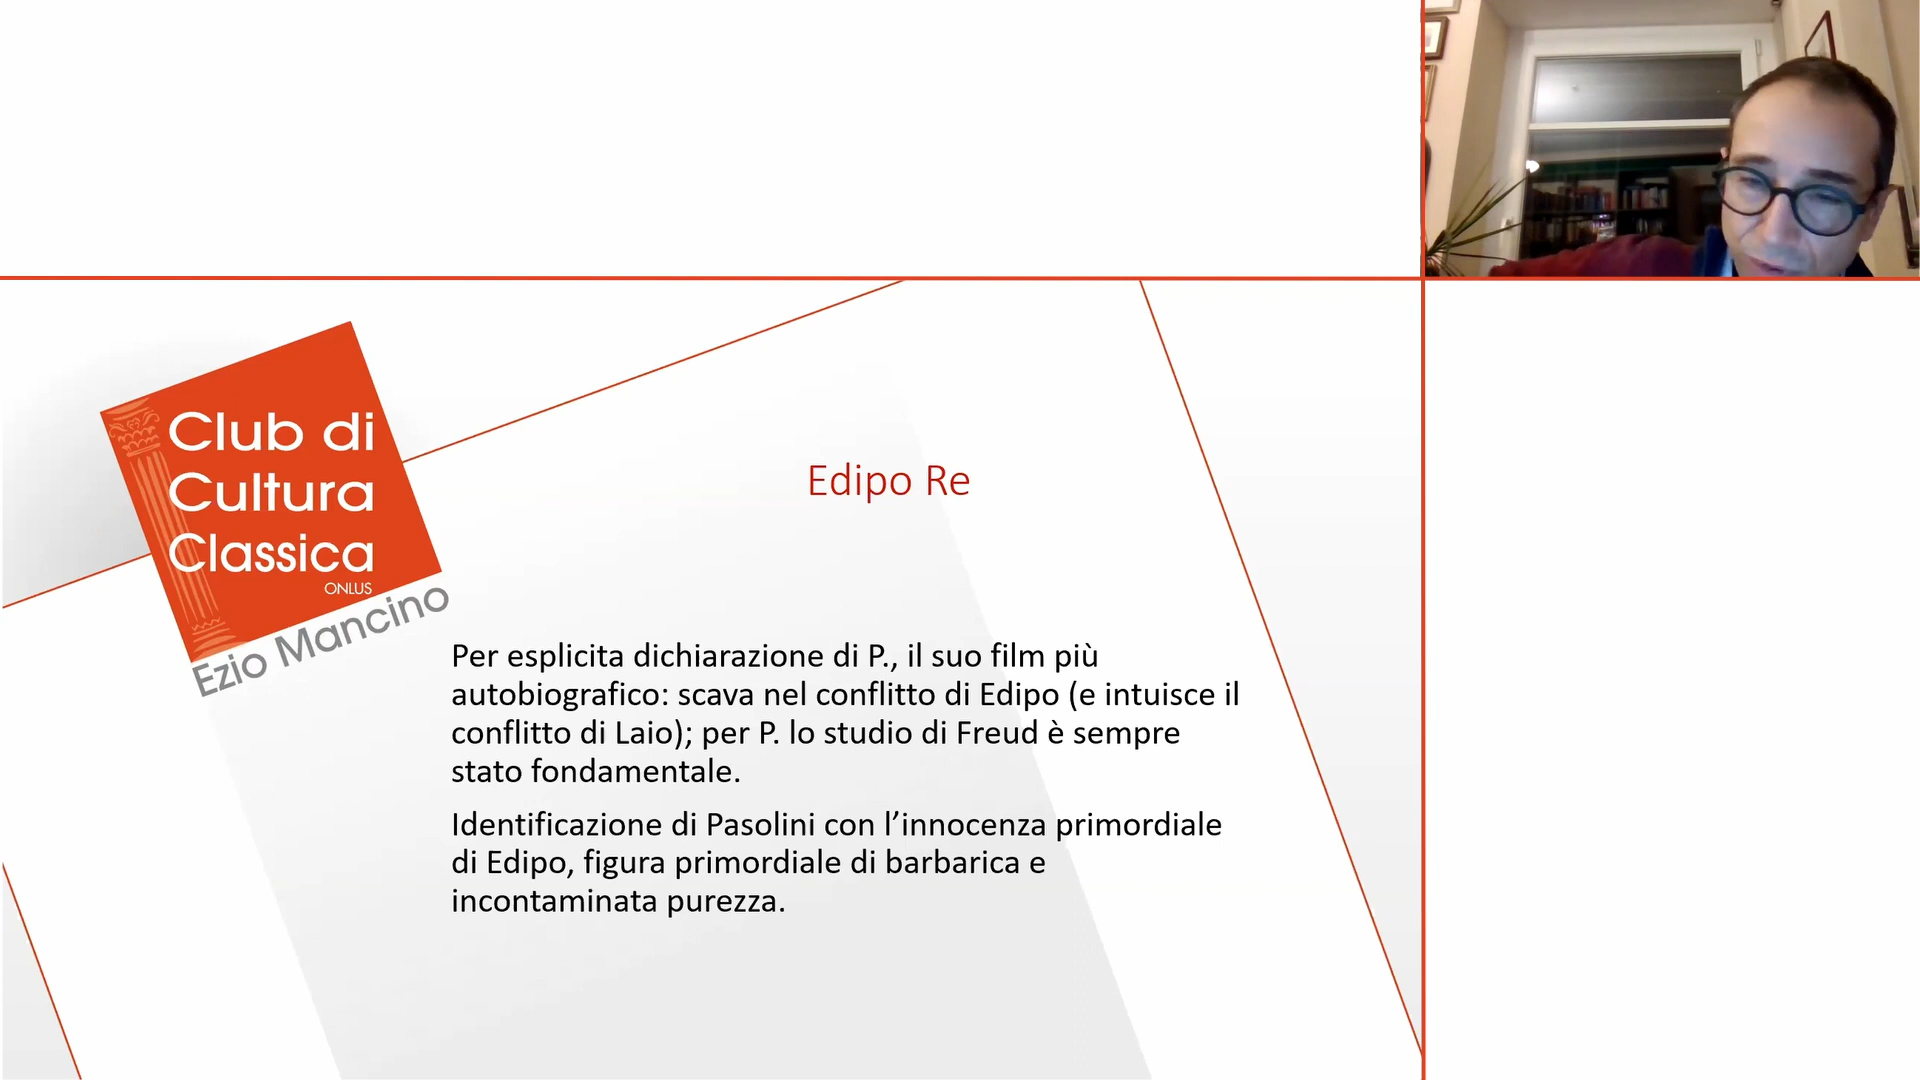 Club di
Cultura
Classica
ONLUS
Ezio Mancino
Edipo Re
Per esplicita dichiarazione di P., il suo film più
autobiografico: scava nel conflitto di Edipo (e intuisce il
conflitto di Laio); per P. lo studio di Freud è sempre
stato fondamentale.
Identificazione di Pasolini con l’innocenza primordiale
di Edipo, figura primordiale di barbarica e
incontaminata purezza.